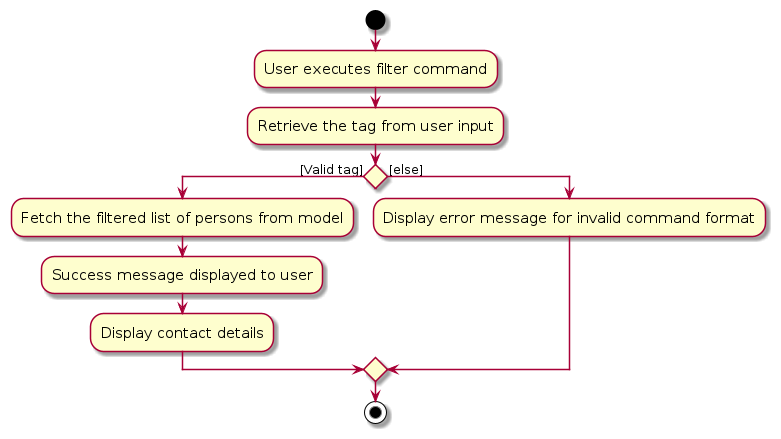 User executes filter command
Retrieve the tag from user input
[Valid tag]
[else]
Fetch the filtered list of persons from model
Display error message for invalid command format
Success message displayed to user
Display contact details